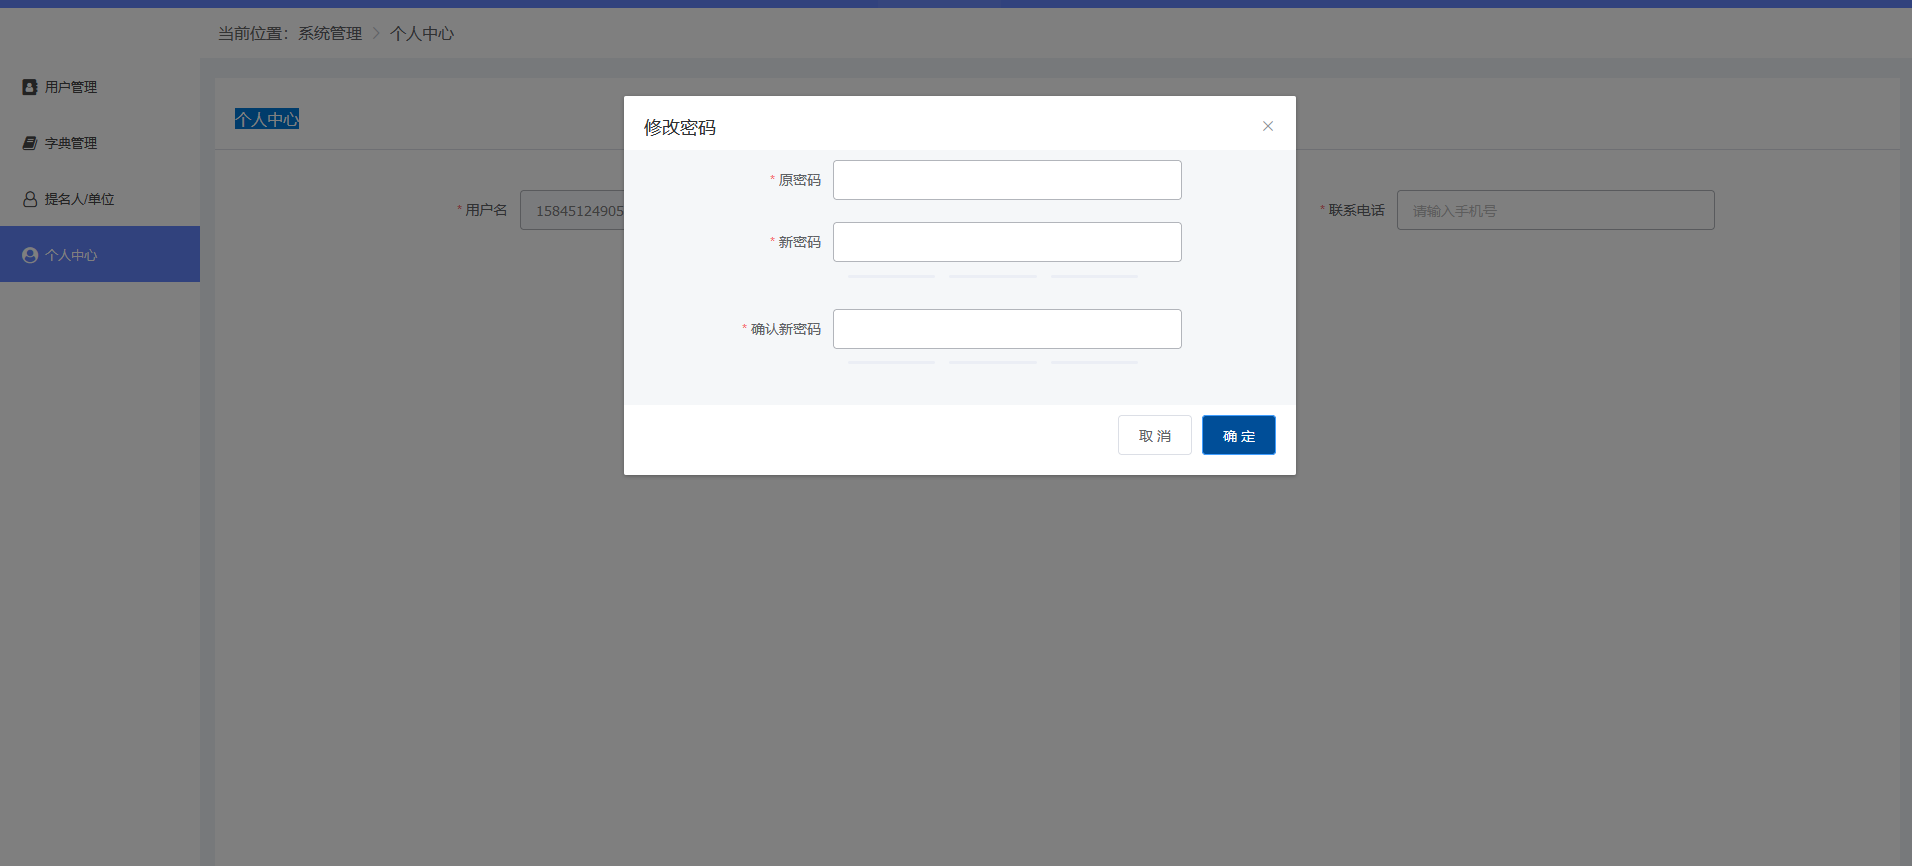 当前位置：系统管理 > 个人中心
用户管理
字典管理
提名人/单位
个人中心
个人中心
* 用户名 15845124905
* 联系电话 请输入手机号
修改密码
* 原密码
* 新密码
* 确认新密码
取 消 确 定